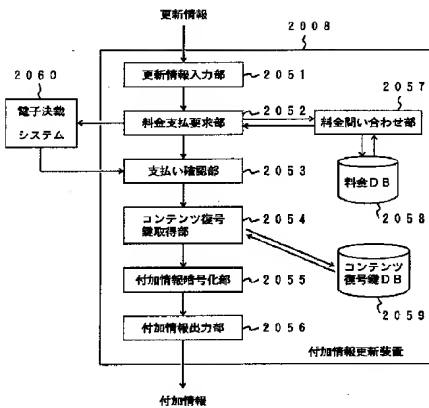 更新情報
2008
2060
更新情報入力部
2051
2057
電子決裁
システム
料金支払要求部
2052
料金問い合わせ部
支払い確認部
2053
料金DB
2058
コンテンツ復号
鍵取得部
2054
コンテンツ
復号鍵DB
付加情報暗号化部
2055
2059
付加情報出力部
2056
付加情報更新装置
付加情報